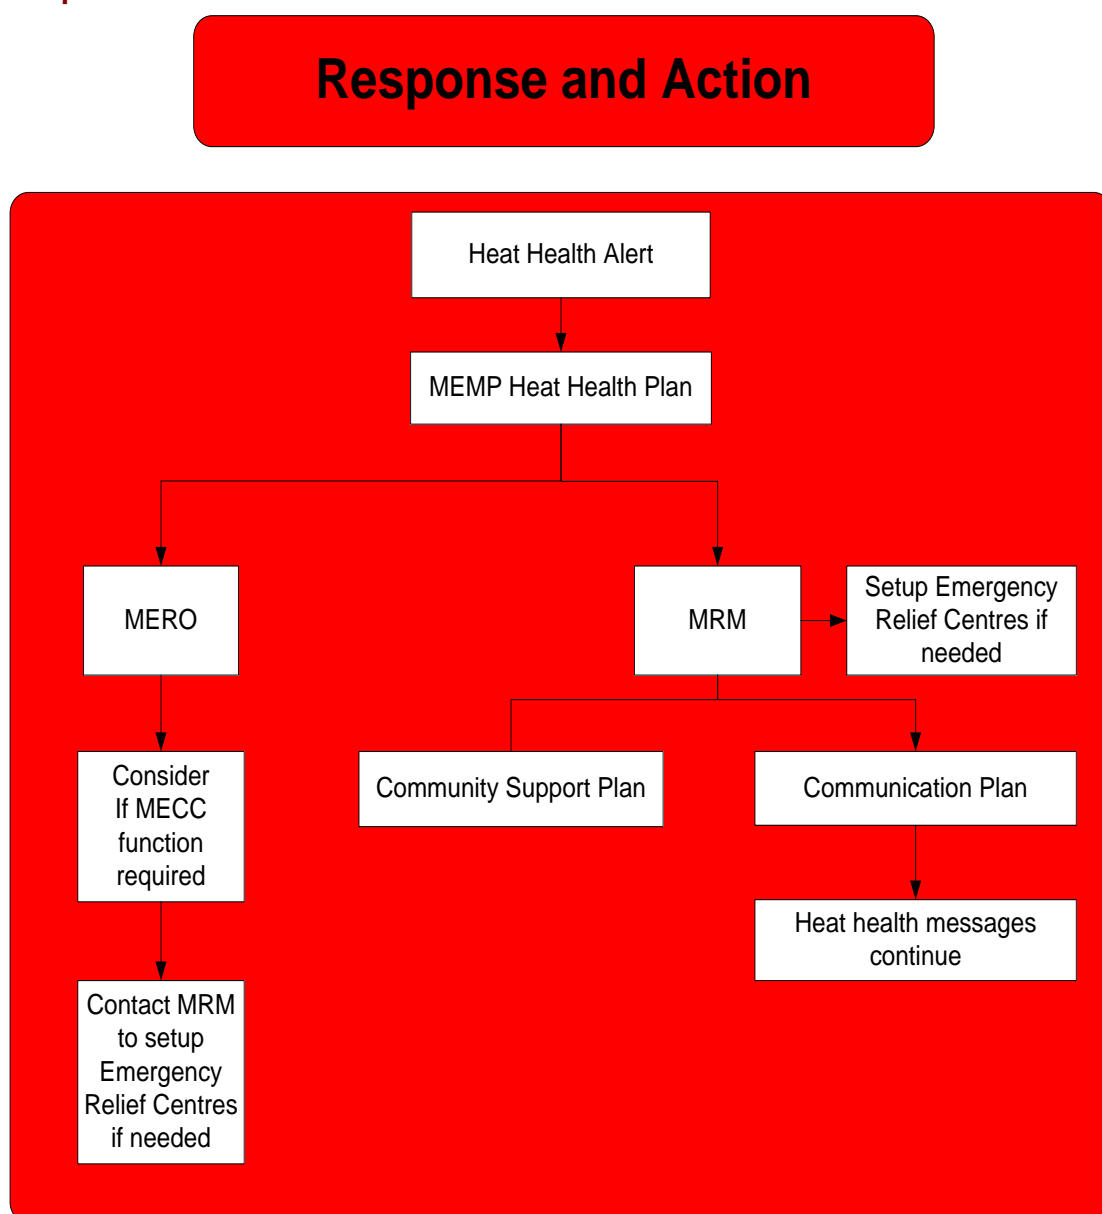 Response and Action
Heat Health Alert
MEMP Heat Health Plan
MERO
MRM
Setup Emergency
Relief Centres if
needed
Consider
If MECC
function
required
Community Support Plan
Communication Plan
Heat health messages
continue
Contact MRM
to setup
Emergency
Relief Centres
if needed